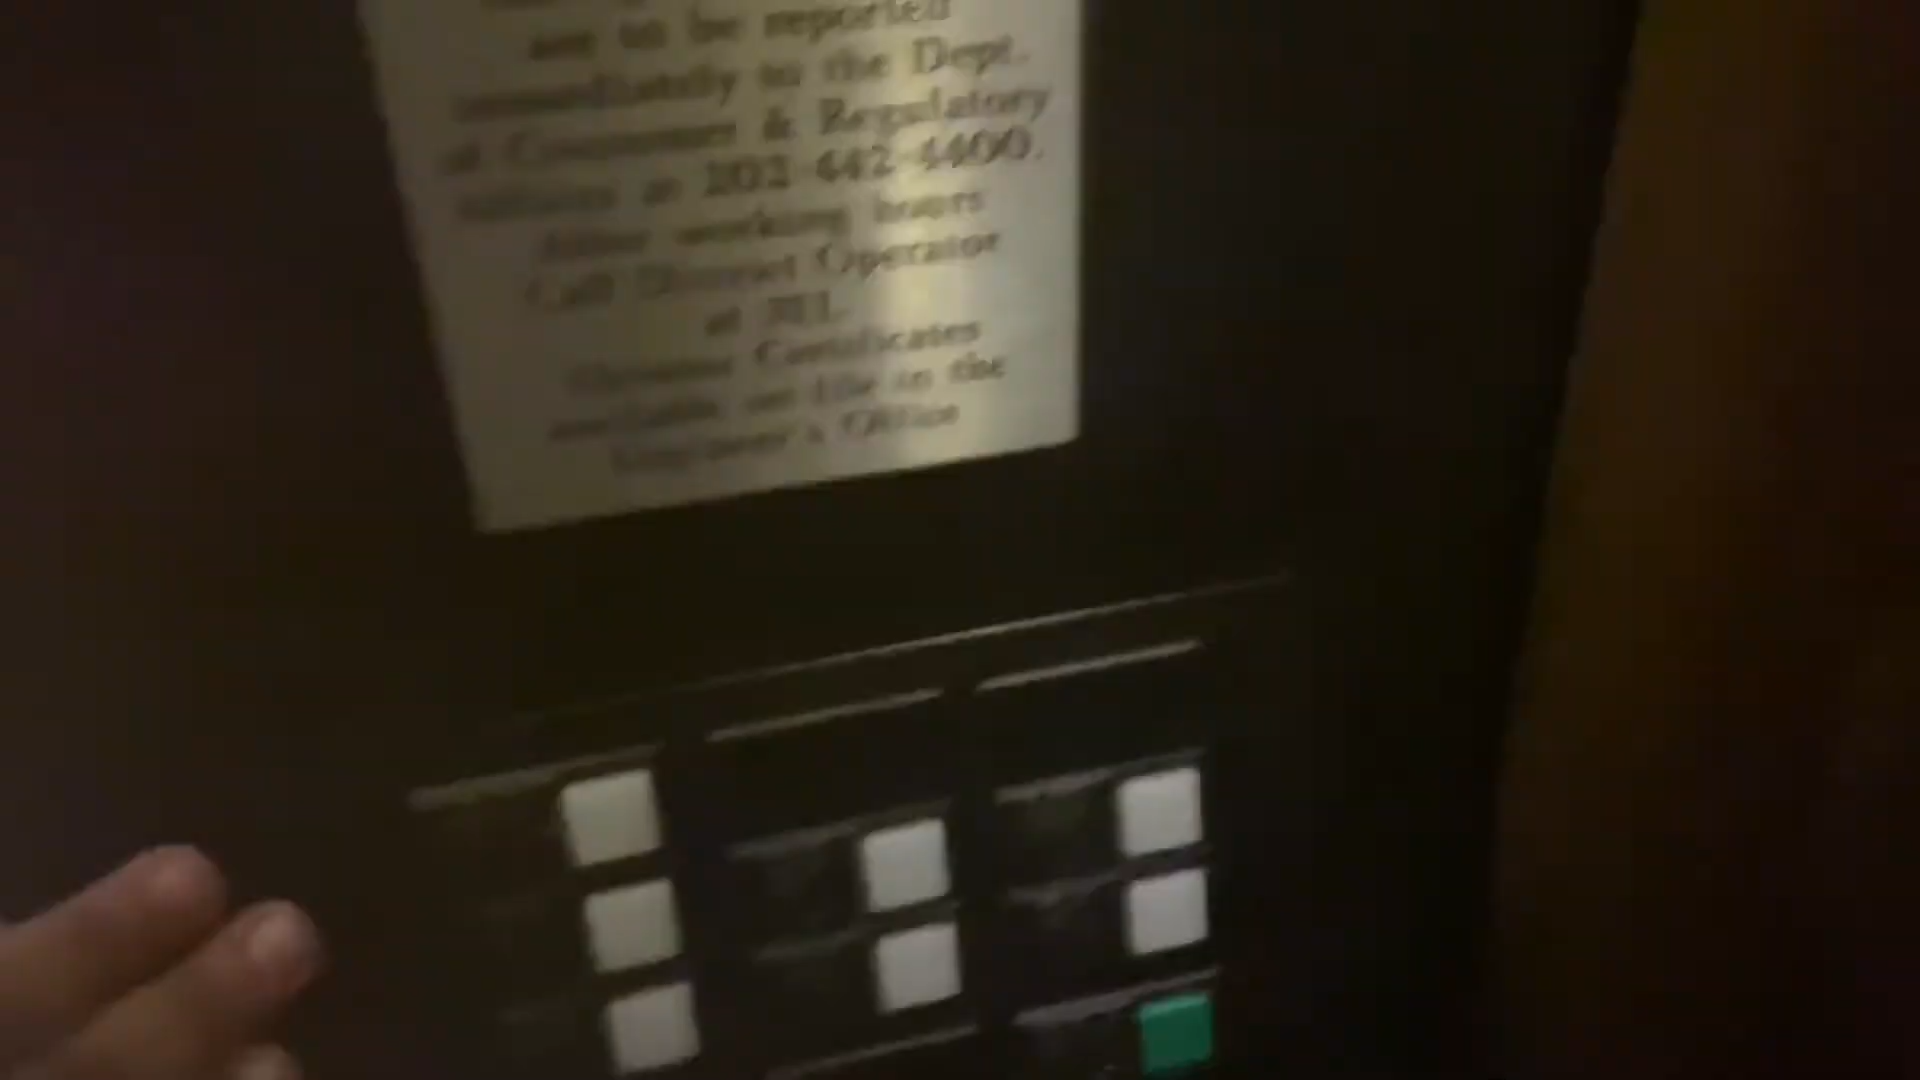 are to be reported
immediately to the Dept.
of Consumer & Regulatory
Affairs at 202 442-4400.
After working hours
Call District Operator
at 311.
Elevator Certificates
available on file in the
Engineer's Office